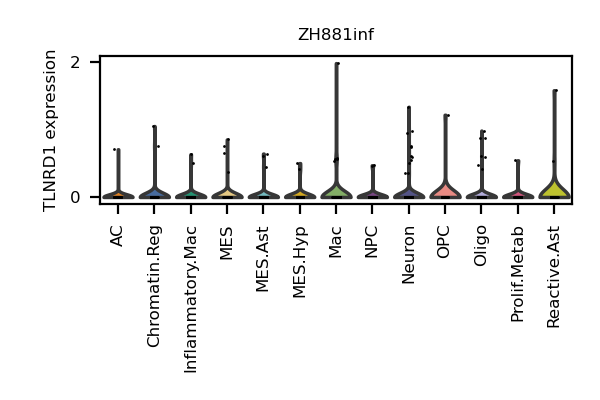 ZH881inf
TLNRD1 expression
2
0
AC
Chromatin.Reg
Inflammatory.Mac
MES
MES.Ast
MES.Hyp
Mac
NPC
Neuron
OPC
Oligo
Prolif.Metab
Reactive.Ast